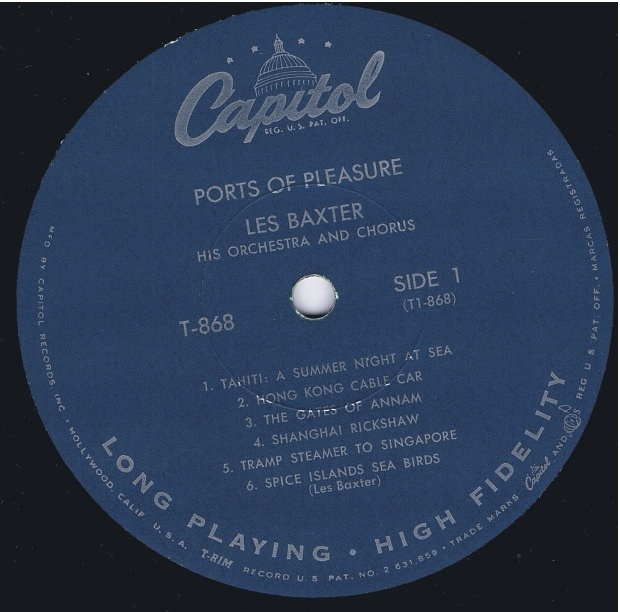 Capitol
REG. U.S. PAT. OFF.
PORTS OF PLEASURE
LES BAXTER
HIS ORCHESTRA AND CHORUS
SIDE 1
(T1-868)
T-868
1. TAHITI: A SUMMER NIGHT AT SEA
2. HONG KONG CABLE CAR
3. THE GATES OF ANNAM
4. SHANGHAI RICKSHAW
5. TRAMP STEAMER TO SINGAPORE
6. SPICE ISLANDS SEA BIRDS
(Les Baxter)
LONG PLAYING • HIGH FIDELITY
MFD BY CAPITOL RECORDS INC • HOLLYWOOD, CALIF U.S.A. T-RIM RECORD U.S PAT. NO. 2 631,859 • TRADE MARKS Capitol AND S REG U S PAT. OFF. • MARCAS REGISTRADAS